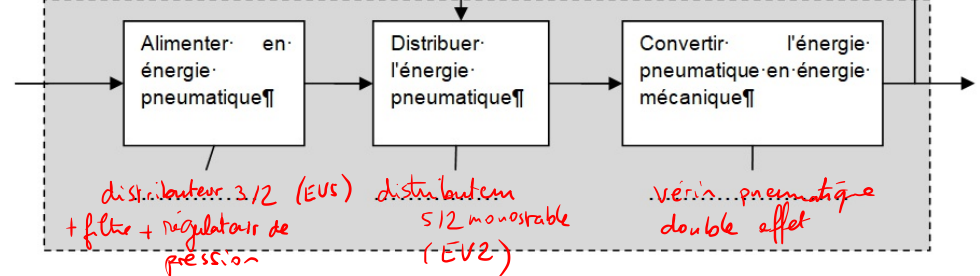 Alimenter· en·
énergie·
pneumatique¶
Distribuer·
l'énergie·
pneumatique¶
Convertir· l'énergie·
pneumatique·en·énergie·
mécanique¶
distributeur 3/2 (EV5)
+ filtre + régulateur de
pression
distributeur
5/2 monostable
(EV2)
vérin pneumatique
double effet